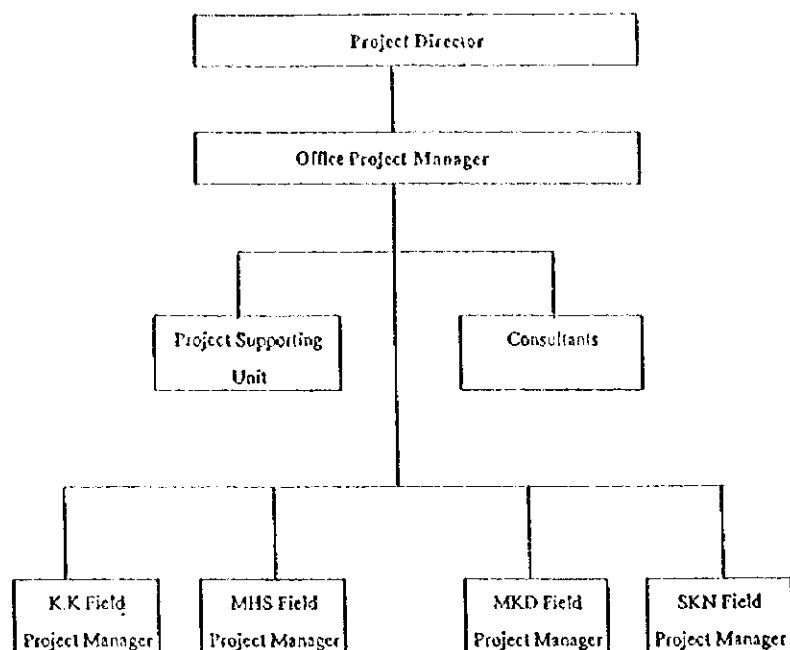 Project Director
Office Project Manager
Project Supporting
Unit
Consultants
K.K Field
Project Manager
MHS Field
Project Manager
MKD Field
Project Manager
SKN Field
Project Manager